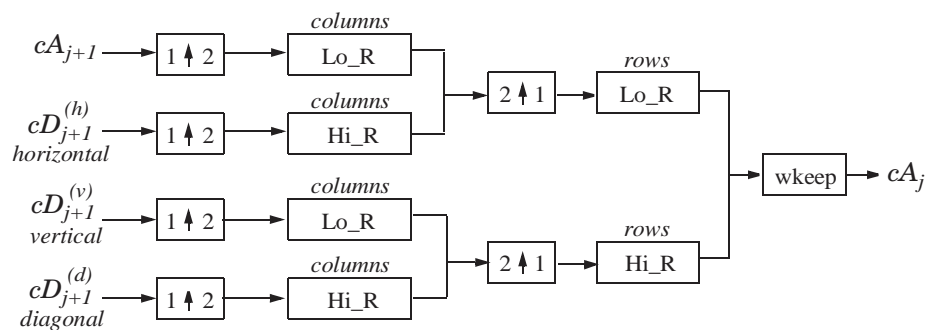 columns
cA_{j+1} 1 ↑ 2 Lo_R
columns
cD_{j+1}^{(h)} 1 ↑ 2 Hi_R
horizontal
rows
2 ↑ 1 Lo_R
wkeep cA_j
columns
cD_{j+1}^{(v)} 1 ↑ 2 Lo_R
vertical
rows
2 ↑ 1 Hi_R
columns
cD_{j+1}^{(d)} 1 ↑ 2 Hi_R
diagonal